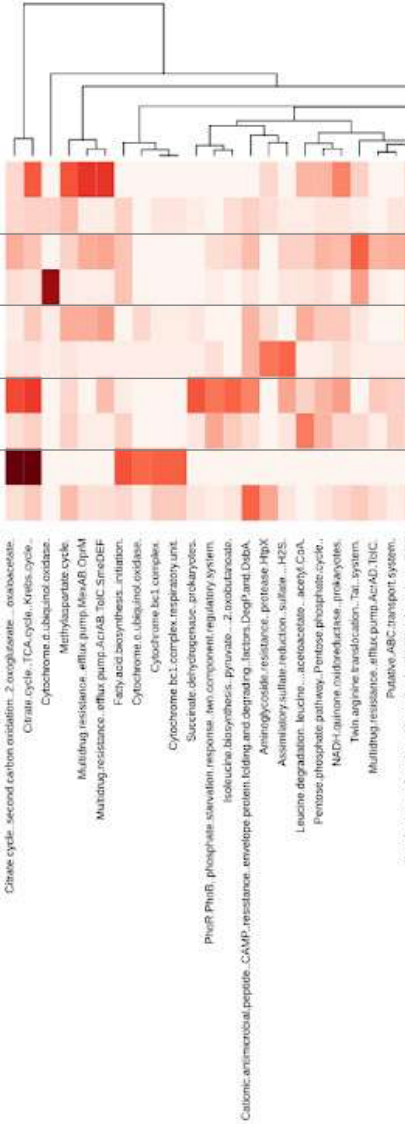 Citrate cycle..second carbon oxidation..2.oxoglutarate....oxaloacetate.
Citrate.cycle..TCA.cycle..Krebs.cycle..
Cytochrome.d.ubiquinol.oxidase.
Methylaspartate.cycle.
Multidrug.resistance..efflux.pump.MexAB.OprM
Multidrug.resistance..efflux.pump.AcrAB.TolC.SmeDEF
Fatty.acid.biosynthesis..initiation.
Cytochrome.o.ubiquinol.oxidase.
Cytochrome.bc1.complex.
Cytochrome.bc1.complex.respiratory.unit.
Succinate.dehydrogenase..prokaryotes.
PhoR.PhoB..phosphate.starvation.response..two.component.regulatory.system.
Isoleucine.biosynthesis..pyruvate....2.oxobutanoate.
Cationic.antimicrobial.peptide..CAMP..resistance..envelope.protein.folding.and.degrading..factors.DegP.and.DsbA.
Aminoglycoside.resistance..protease.HtpX
Assimilatory.sulfate.reduction..sulfate....H2S.
Leucine.degradation..leucine....acetoacetate...acetyl.CoA.
Pentose.phosphate.pathway..Pentose.phosphate.cycle..
NADH.quinone.oxidoreductase..prokaryotes.
Twin.arginine.translocation..Tat..system.
Multidrug.resistance..efflux.pump.AcrAD.TolC.
Putative.ABC.transport.system.